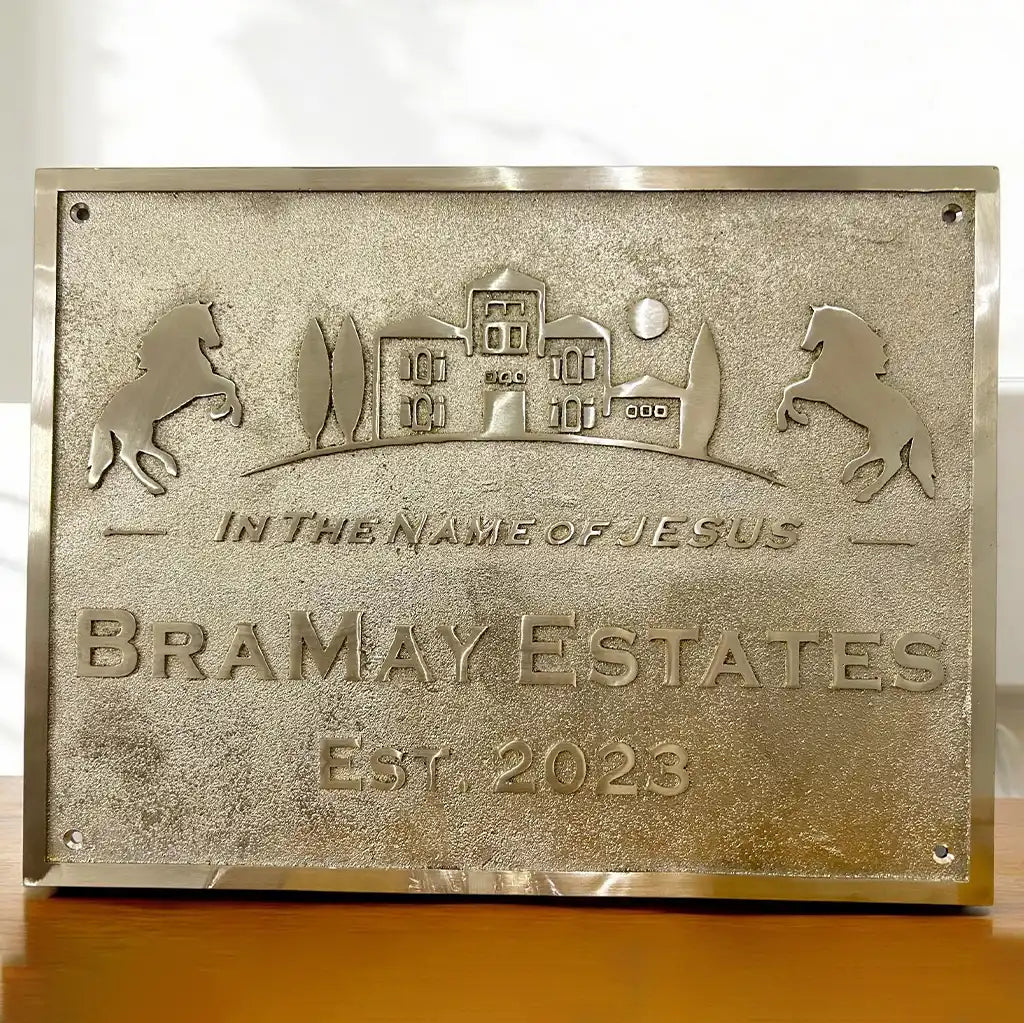 In The Name of JESUS
BraMay Estates
Est. 2023